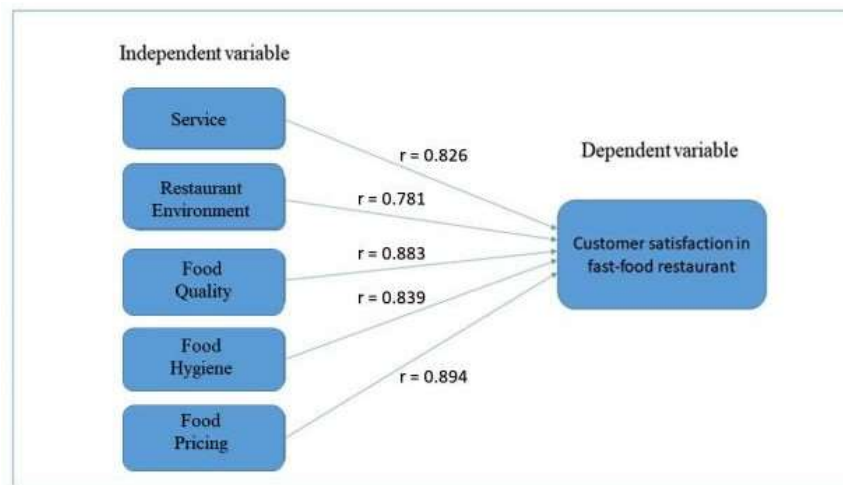 Independent variable
Service
Restaurant
Environment
Food
Quality
Food
Hygiene
Food
Pricing
r = 0.826
r = 0.781
r = 0.883
r = 0.839
r = 0.894
Dependent variable
Customer satisfaction in
fast-food restaurant